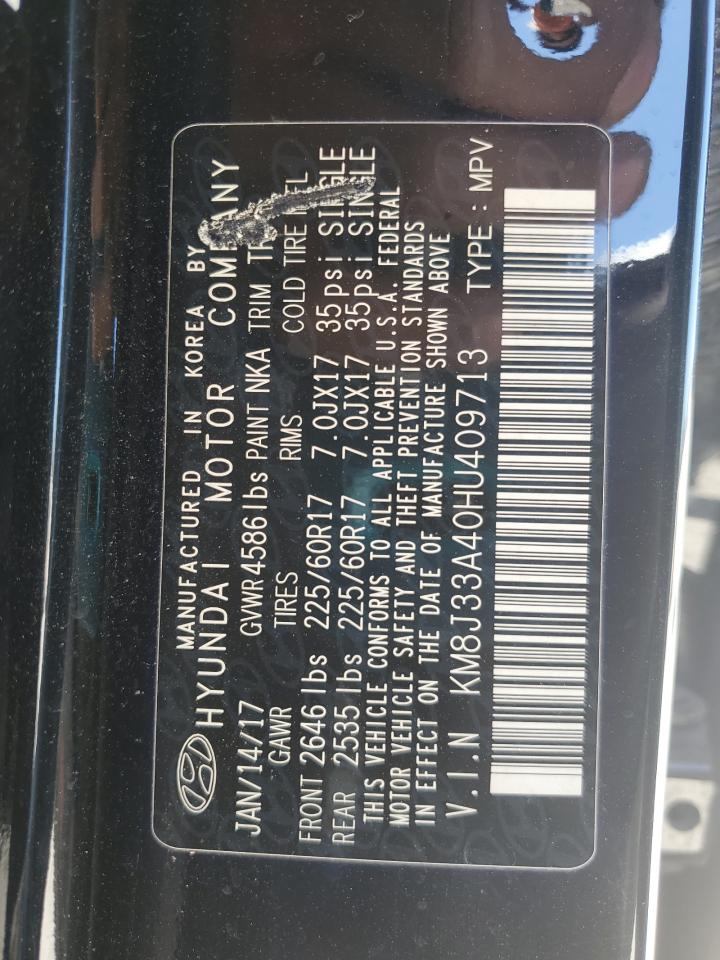 MANUFACTURED IN KOREA BY
HYUNDAI MOTOR COMPANY
JAN/14/17 GVWR 4586 lbs PAINT NKA TRIM
GAWR TIRES RIMS COLD TIRE
FRONT 2646 lbs 225/60R17 7.0JX17 35psi SINGLE
REAR 2535 lbs 225/60R17 7.0JX17 35psi SINGLE
THIS VEHICLE CONFORMS TO ALL APPLICABLE U.S.A. FEDERAL
MOTOR VEHICLE SAFETY AND THEFT PREVENTION STANDARDS
IN EFFECT ON THE DATE OF MANUFACTURE SHOWN ABOVE
V.I.N KM8J33A40HU409713 TYPE : MPV.